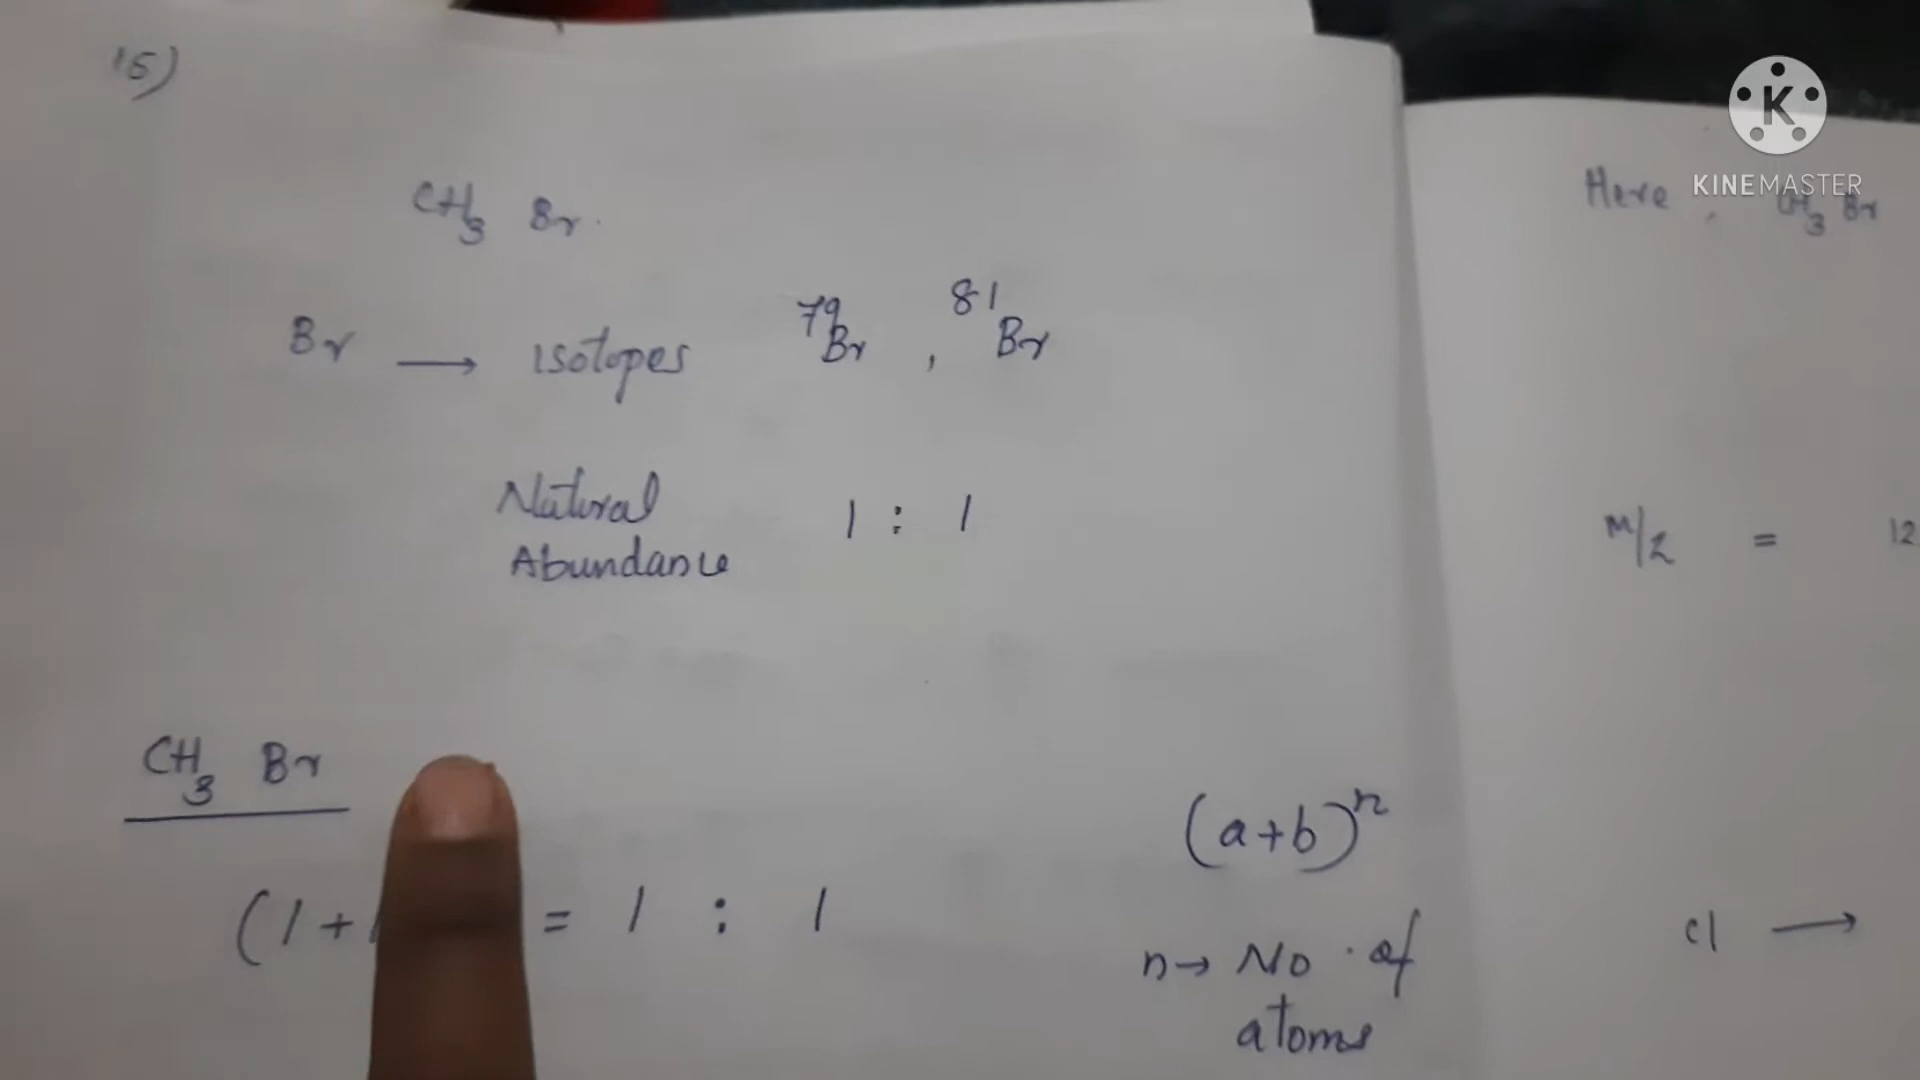 15)
CH3 Br.
Br → Isotopes 79Br , 81Br
Natural 1 : 1
Abundance
CH3 Br
(1+ = 1 : 1
(a+b)^n
n → No. of
atoms
KINEMASTER
Here, CH3 Br
M/Z = 12
Cl →